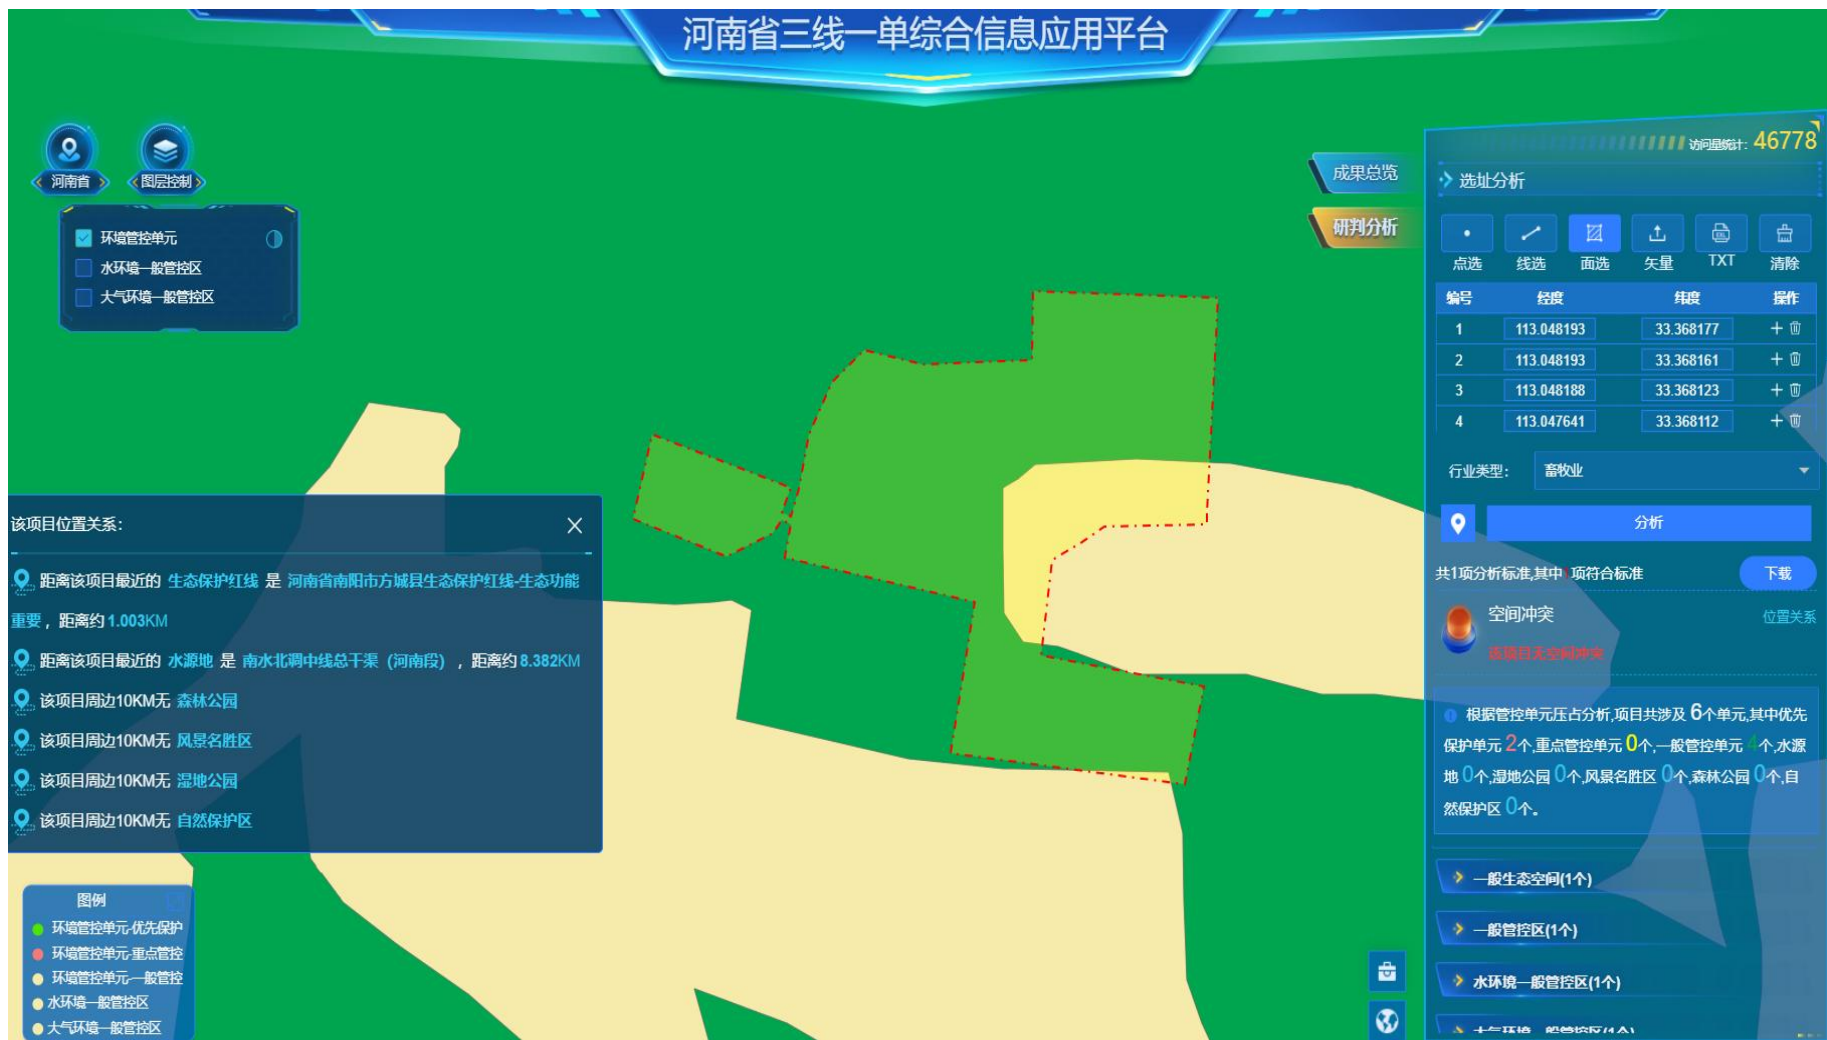 河南省三线一单综合信息应用平台
河南省
图层控制
环境管控单元
水环境一般管控区
大气环境一般管控区
成果总览
研判分析
访问量统计: 46778
选址分析
点选 线选 面选 矢量 TXT 清除
编号 经度 纬度 操作
1 113.048193 33.368177
2 113.048193 33.368161
3 113.048188 33.368123
4 113.047641 33.368112
行业类型: 畜牧业
分析
共1项分析标准,其中 项符合标准
下载
空间冲突
位置关系
该项目无空间冲突
根据管控单元压占分析,项目共涉及 6个单元,其中优先
保护单元 2个,重点管控单元 0个,一般管控单元 4个,水源
地 0个,湿地公园 0个,风景名胜区 0个,森林公园 0个,自
然保护区 0个。
一般生态空间(1个)
一般管控区(1个)
水环境一般管控区(1个)
大气环境一般管控区(1个)
该项目位置关系:
距离该项目最近的 生态保护红线 是 河南省南阳市方城县生态保护红线-生态功能
重要，距离约1.003KM
距离该项目最近的 水源地 是 南水北调中线总干渠（河南段），距离约8.382KM
该项目周边10KM无 森林公园
该项目周边10KM无 风景名胜区
该项目周边10KM无 湿地公园
该项目周边10KM无 自然保护区
图例
环境管控单元-优先保护
环境管控单元-重点管控
环境管控单元-一般管控
水环境一般管控区
大气环境一般管控区